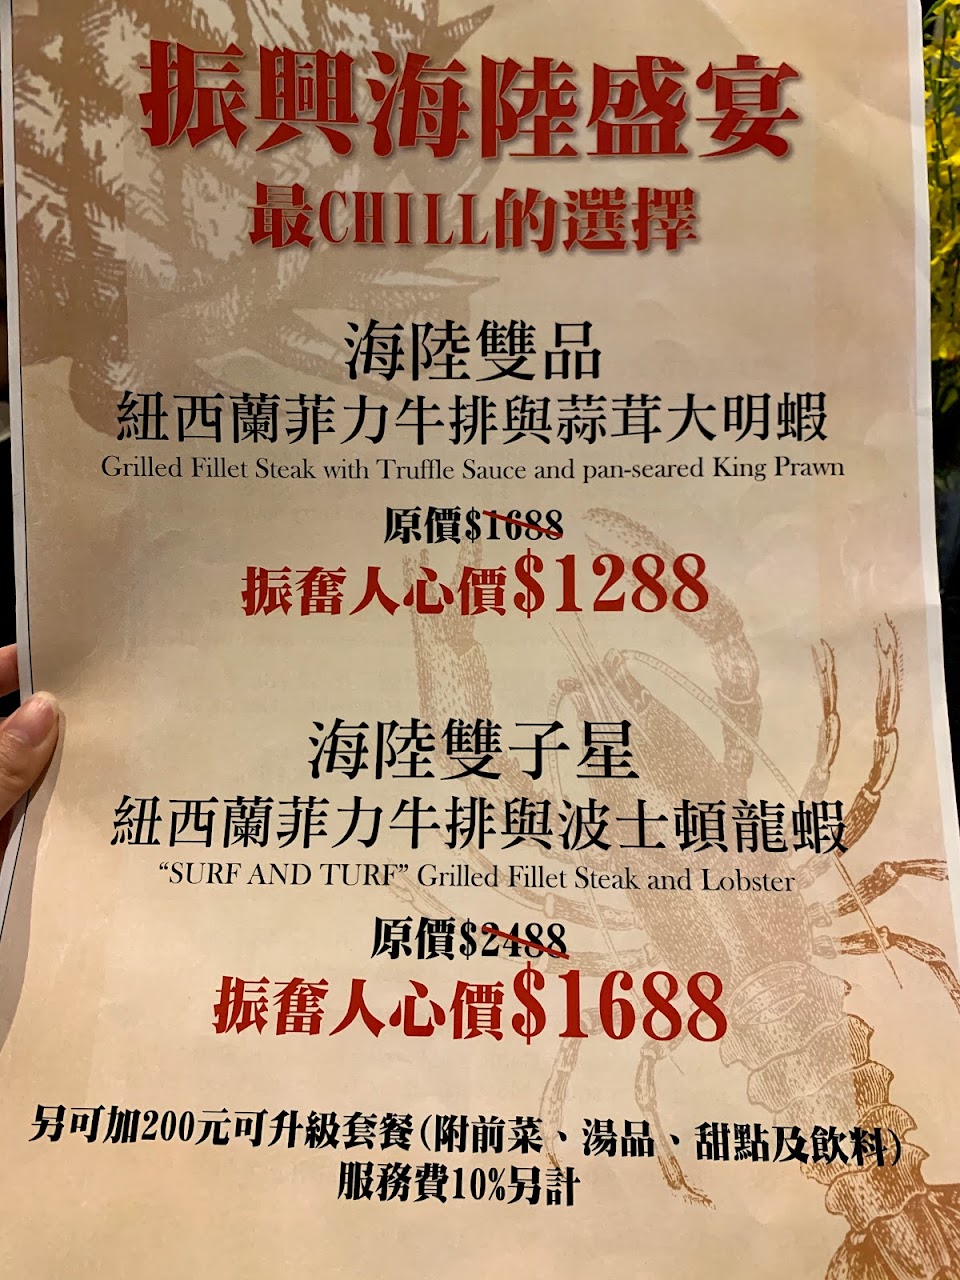 振興海陸盛宴
最CHILL的選擇
海陸雙品
紐西蘭菲力牛排與蒜茸大明蝦
Grilled Fillet Steak with Truffle Sauce and pan-seared King Prawn
原價$1688
振奮人心價$1288
海陸雙子星
紐西蘭菲力牛排與波士頓龍蝦
“SURF AND TURF” Grilled Fillet Steak and Lobster
原價$2488
振奮人心價$1688
另可加200元可升級套餐(附前菜、湯品、甜點及飲料)
服務費10%另計